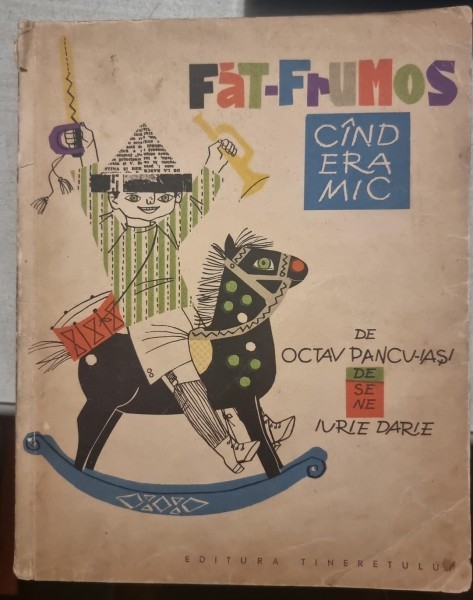 FĂT-FRUMOS
CÎND
ERA
MIC
DE
OCTAV PANCU-IAȘI
DE
SE
NE
IURIE DARIE
EDITURA TINERETULUI